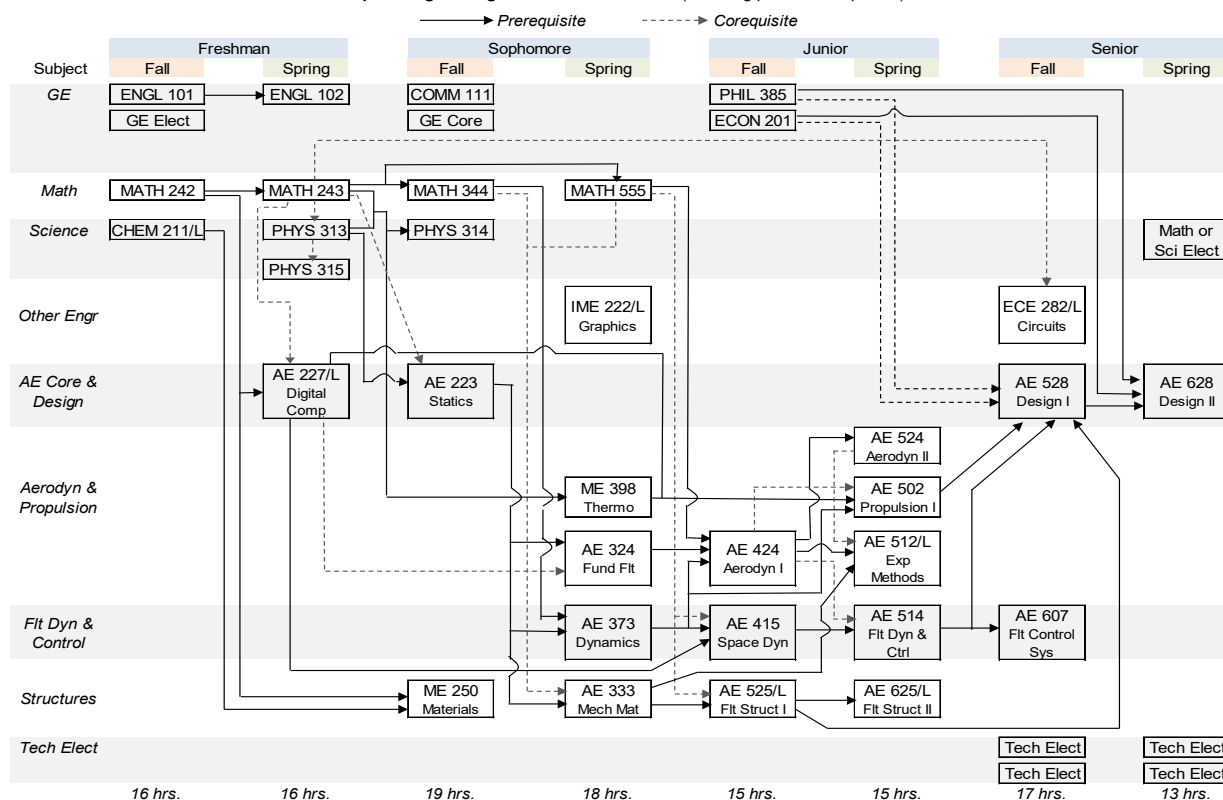 Prerequisite Corequisite
Freshman Sophomore Junior Senior
Subject Fall Spring Fall Spring Fall Spring Fall Spring
GE ENGL 101 ENGL 102 COMM 111 PHIL 385
GE Elect GE Core ECON 201
Math MATH 242 MATH 243 MATH 344 MATH 555
Science CHEM 211/L PHYS 313 PHYS 314 Math or
Sci Elect
PHYS 315
Other Engr IME 222/L ECE 282/L
Graphics Circuits
AE Core & AE 227/L AE 223 AE 528 AE 628
Design Digital Statics Design I Design II
Comp
AE 524
Aerodyn II
Aerodyn & ME 398 AE 502
Propulsion Thermo Propulsion I
AE 324 AE 424 AE 512/L
Fund Flt Aerodyn I Exp
Methods
Flt Dyn & AE 373 AE 415 AE 514 AE 607
Control Dynamics Space Dyn Flt Dyn & Flt Control
Ctrl Sys
Structures ME 250 AE 333 AE 525/L AE 625/L
Materials Mech Mat Flt Struct I Flt Struct II
Tech Elect Tech Elect Tech Elect
Tech Elect Tech Elect
16 hrs. 16 hrs. 19 hrs. 18 hrs. 15 hrs. 15 hrs. 17 hrs. 13 hrs.